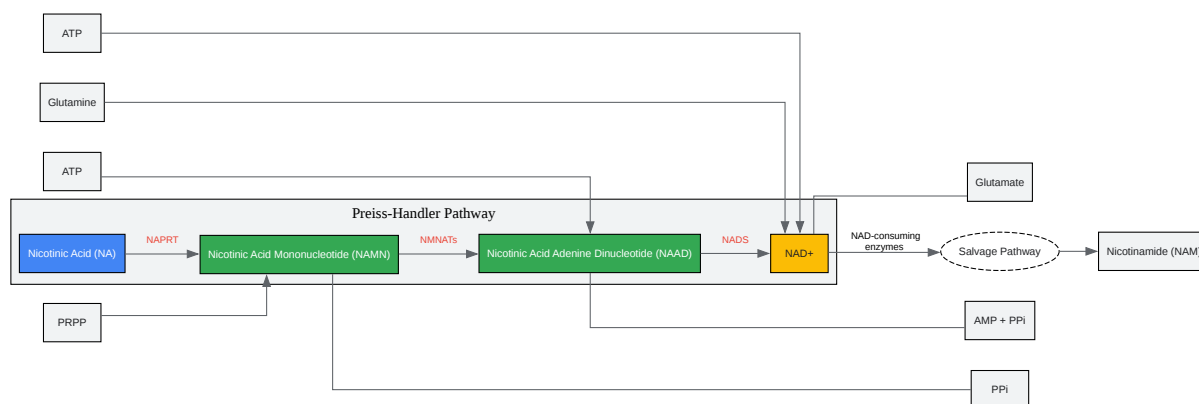 ATP
Glutamine
ATP
Glutamate
Preiss-Handler Pathway
Nicotinic Acid (NA)
NAPRT
Nicotinic Acid Mononucleotide (NAMN)
NMNATs
Nicotinic Acid Adenine Dinucleotide (NAAD)
NADS
NAD+
NAD-consuming
enzymes
Salvage Pathway
Nicotinamide (NAM)
PRPP
AMP + PPi
PPi